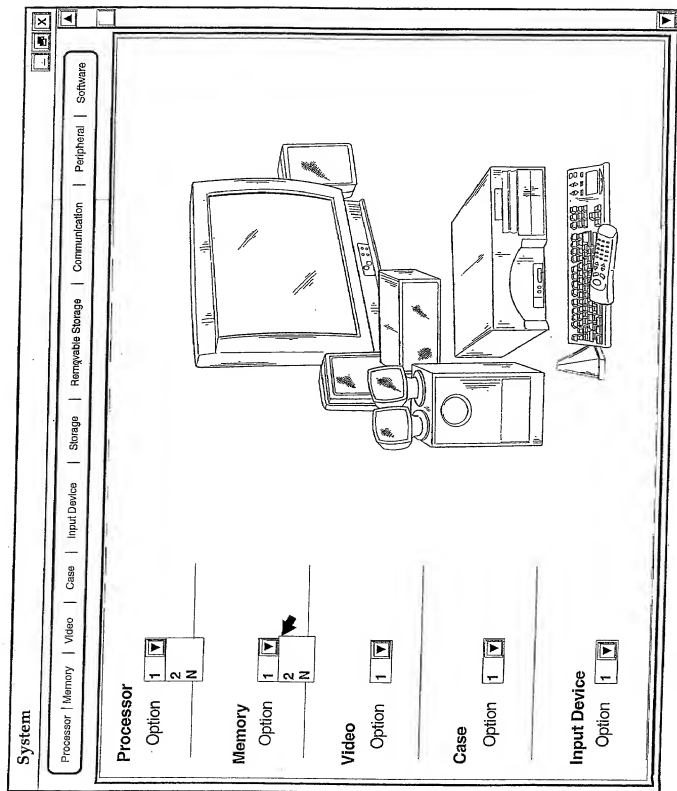 System
Processor | Memory | Video | Case | Input Device | Storage | Removable Storage | Communication | Peripheral | Software
Processor
Option 1
2
N
Memory
Option 1
2
N
Video
Option 1
Case
Option 1
Input Device
Option 1